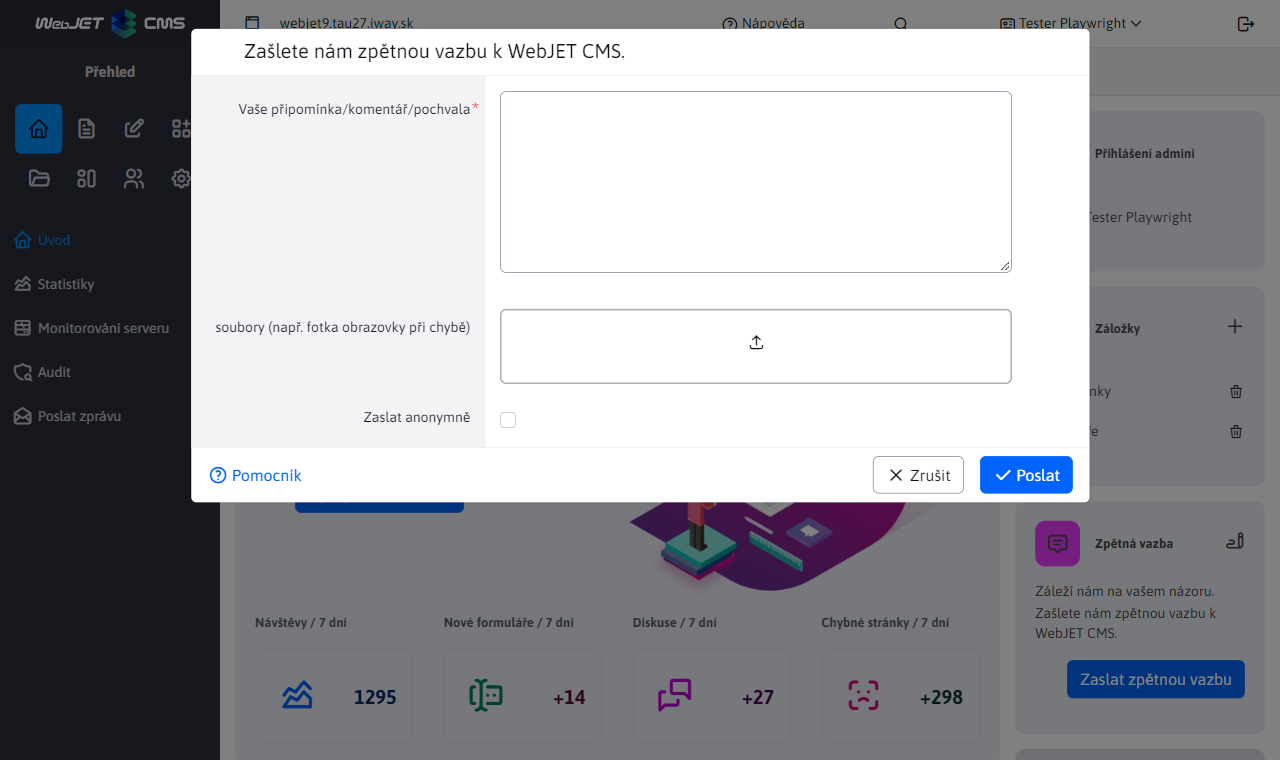 WebJET CMS
webjet9.tau27.iway.sk
Nápověda
Tester Playwright
Přehled
Zašlete nám zpětnou vazbu k WebJET CMS.
Vaše připomínka/komentář/pochvala*
soubory (např. fotka obrazovky při chybě)
Zaslat anonymně
Pomocník
Zrušit
Poslat
Úvod
Statistiky
Monitorování serveru
Audit
Poslat zprávu
Přihlášení admini
Tester Playwright
Záložky
Zpětná vazba
Záleží nám na vašem názoru.
Zašlete nám zpětnou vazbu k
WebJET CMS.
Zaslat zpětnou vazbu
Návštěvy / 7 dní
Nové formuláře / 7 dní
Diskuse / 7 dní
Chybné stránky / 7 dní
1295
+14
+27
+298